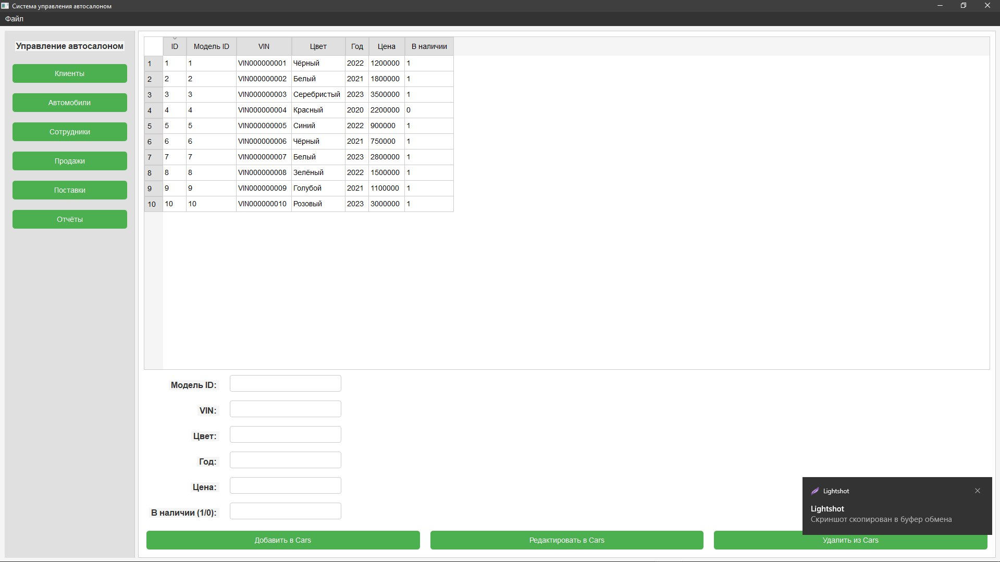 Система управления автосалоном
Файл
Управление автосалоном
Клиенты
Автомобили
Сотрудники
Продажи
Поставки
Отчёты
ID Модель ID VIN Цвет Год Цена В наличии
1 1 1 VIN000000001 Чёрный 2022 1200000 1
2 2 2 VIN000000002 Белый 2021 1800000 1
3 3 3 VIN000000003 Серебристый 2023 3500000 1
4 4 4 VIN000000004 Красный 2020 2200000 0
5 5 5 VIN000000005 Синий 2022 900000 1
6 6 6 VIN000000006 Чёрный 2021 750000 1
7 7 7 VIN000000007 Белый 2023 2800000 1
8 8 8 VIN000000008 Зелёный 2022 1500000 1
9 9 9 VIN000000009 Голубой 2021 1100000 1
10 10 10 VIN000000010 Розовый 2023 3000000 1
Модель ID:
VIN:
Цвет:
Год:
Цена:
В наличии (1/0):
Добавить в Cars Редактировать в Cars Удалить из Cars
Lightshot
Lightshot
Скриншот скопирован в буфер обмена